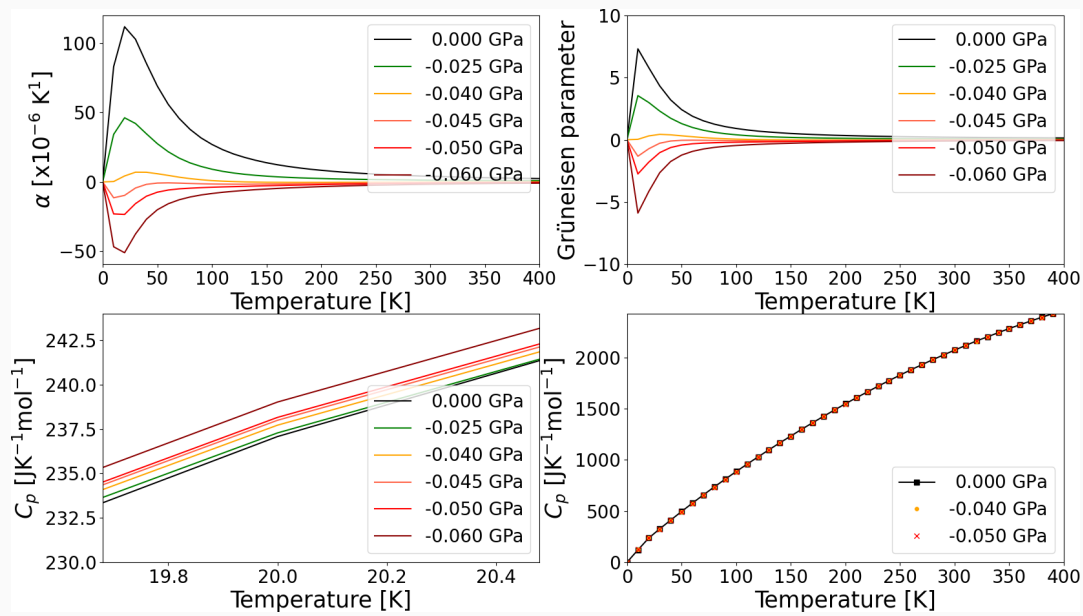 100
50
0
−50
α [x10⁻⁶ K¹]
0.000 GPa
-0.025 GPa
-0.040 GPa
-0.045 GPa
-0.050 GPa
-0.060 GPa
0 50 100 150 200 250 300 350 400
Temperature [K]
10
5
0
−5
−10
Grüneisen parameter
0.000 GPa
-0.025 GPa
-0.040 GPa
-0.045 GPa
-0.050 GPa
-0.060 GPa
0 50 100 150 200 250 300 350 400
Temperature [K]
242.5
240.0
237.5
235.0
232.5
230.0
Cₚ [JK⁻¹mol⁻¹]
0.000 GPa
-0.025 GPa
-0.040 GPa
-0.045 GPa
-0.050 GPa
-0.060 GPa
19.8 20.0 20.2 20.4
Temperature [K]
2000
1500
1000
500
0
Cₚ [JK⁻¹mol⁻¹]
0.000 GPa
-0.040 GPa
-0.050 GPa
0 50 100 150 200 250 300 350 400
Temperature [K]